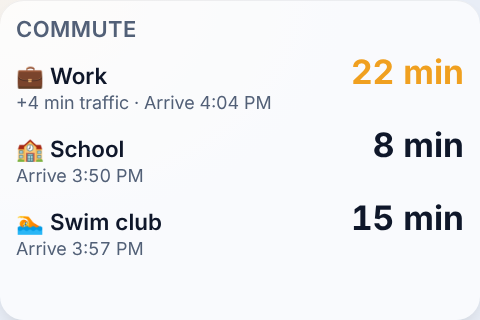 COMMUTE
💼 Work
22 min
+4 min traffic · Arrive 4:04 PM
🏫 School
8 min
Arrive 3:50 PM
🏊 Swim club
15 min
Arrive 3:57 PM